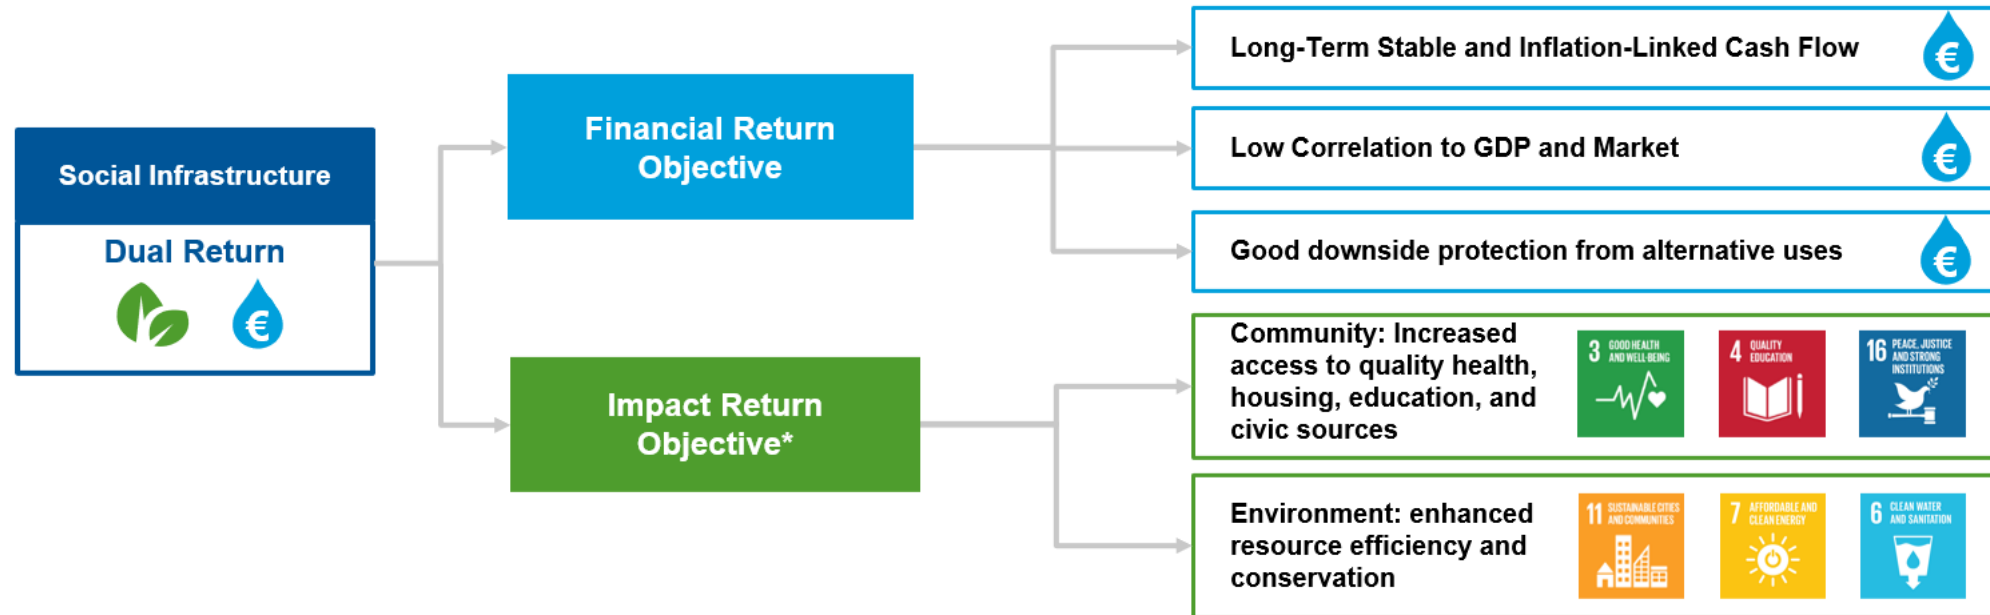 Social Infrastructure
Dual Return
€
Financial Return
Objective
Impact Return
Objective*
Long-Term Stable and Inflation-Linked Cash Flow
€
Low Correlation to GDP and Market
€
Good downside protection from alternative uses
€
Community: Increased
access to quality health,
housing, education, and
civic sources
3 GOOD HEALTH
AND WELL-BEING
4 QUALITY
EDUCATION
16 PEACE, JUSTICE
AND STRONG
INSTITUTIONS
Environment: enhanced
resource efficiency and
conservation
11 SUSTAINABLE CITIES
AND COMMUNITIES
7 AFFORDABLE AND
CLEAN ENERGY
6 CLEAN WATER
AND SANITATION